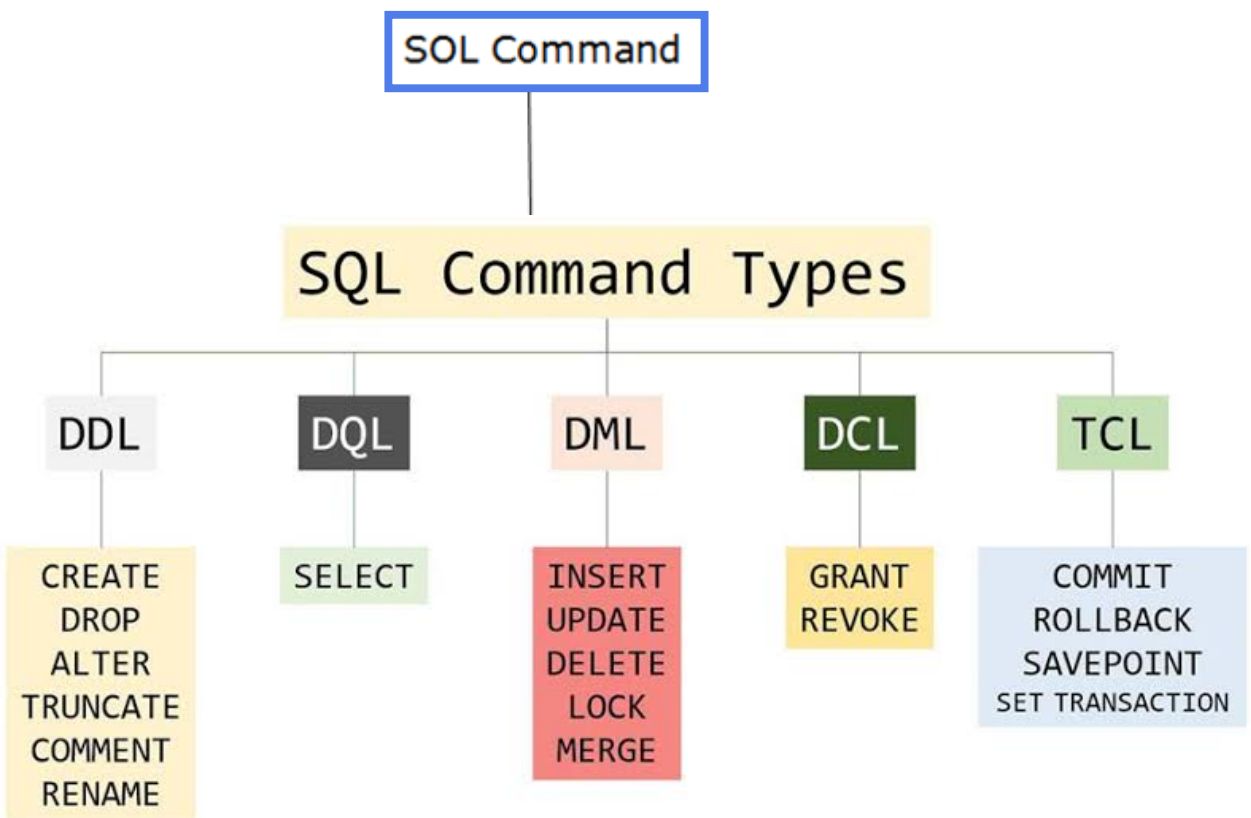 SOL Command
SQL Command Types
DDL
DQL
DML
DCL
TCL
CREATE
DROP
ALTER
TRUNCATE
COMMENT
RENAME
SELECT
INSERT
UPDATE
DELETE
LOCK
MERGE
GRANT
REVOKE
COMMIT
ROLLBACK
SAVEPOINT
SET TRANSACTION